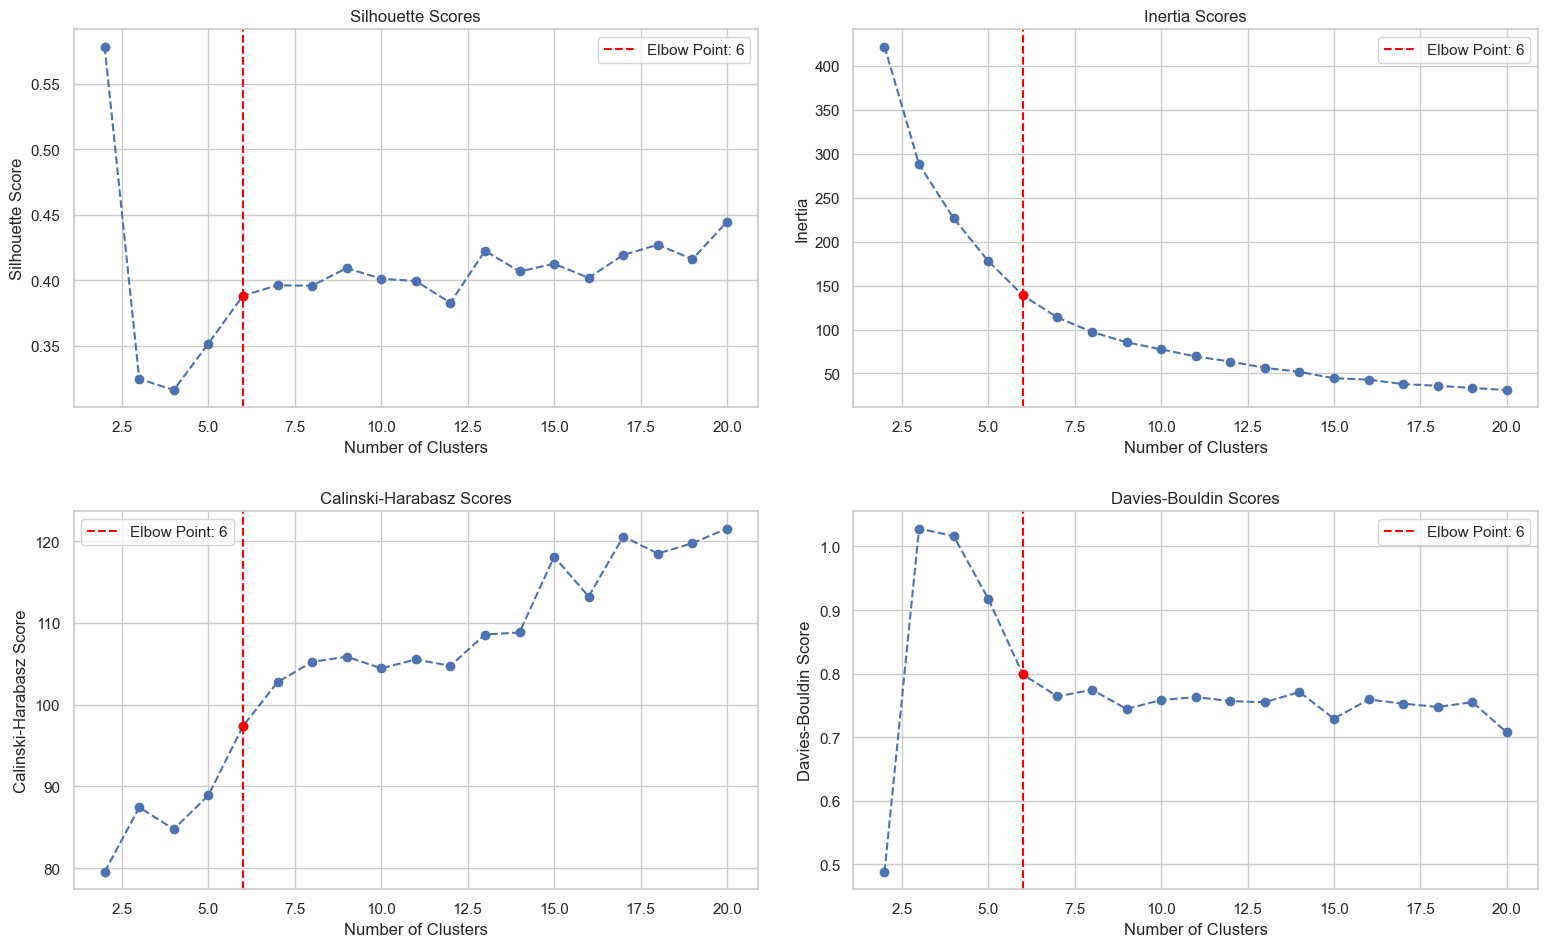 Silhouette Scores
Elbow Point: 6
Silhouette Score
0.55
0.50
0.45
0.40
0.35
2.5 5.0 7.5 10.0 12.5 15.0 17.5 20.0
Number of Clusters
Inertia Scores
Elbow Point: 6
Inertia
400
350
300
250
200
150
100
50
2.5 5.0 7.5 10.0 12.5 15.0 17.5 20.0
Number of Clusters
Calinski-Harabasz Scores
Elbow Point: 6
Calinski-Harabasz Score
120
110
100
90
80
2.5 5.0 7.5 10.0 12.5 15.0 17.5 20.0
Number of Clusters
Davies-Bouldin Scores
Elbow Point: 6
Davies-Bouldin Score
1.0
0.9
0.8
0.7
0.6
0.5
2.5 5.0 7.5 10.0 12.5 15.0 17.5 20.0
Number of Clusters